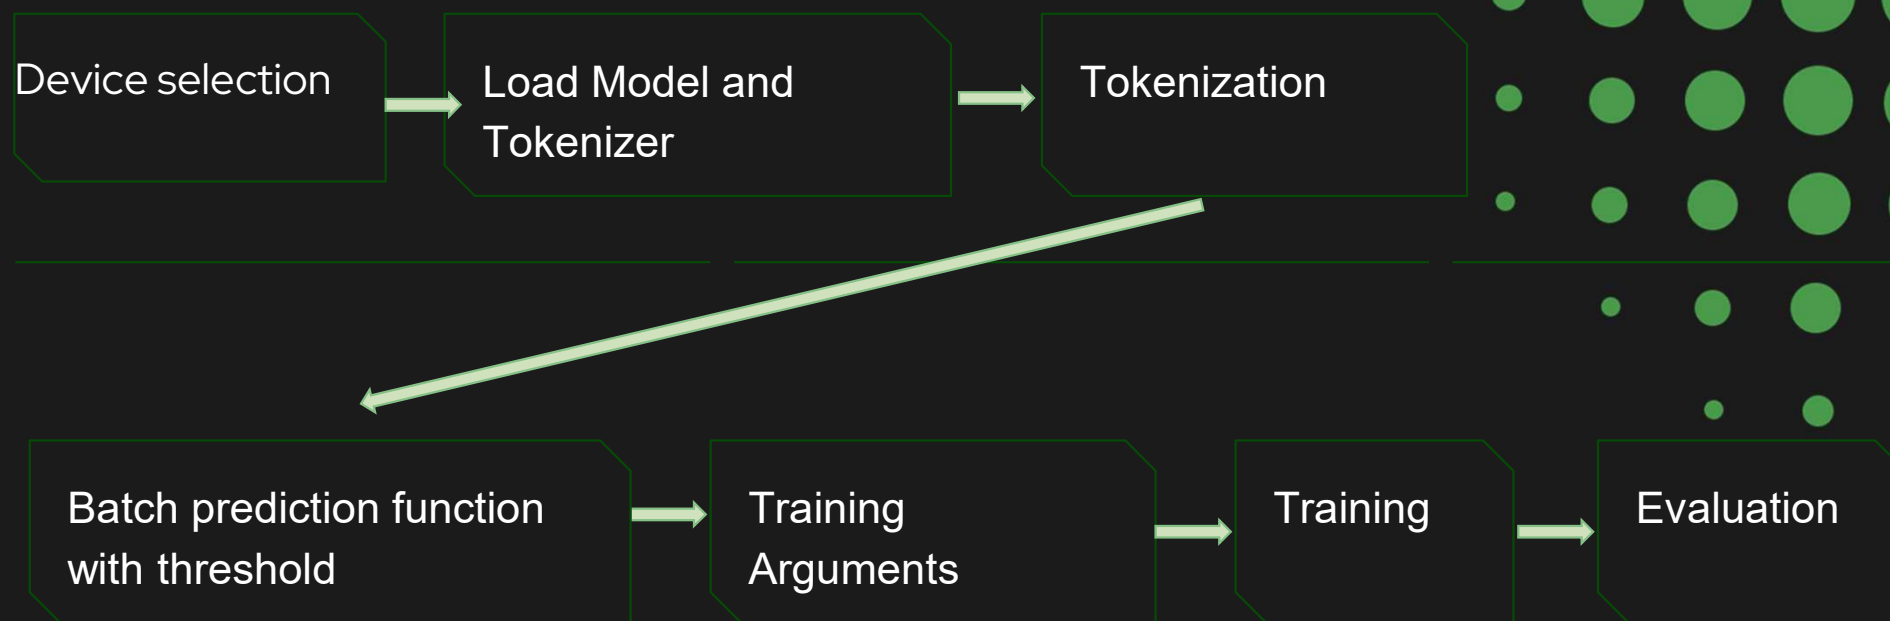 Device selection
Load Model and
Tokenizer
Tokenization
Batch prediction function
with threshold
Training
Arguments
Training
Evaluation